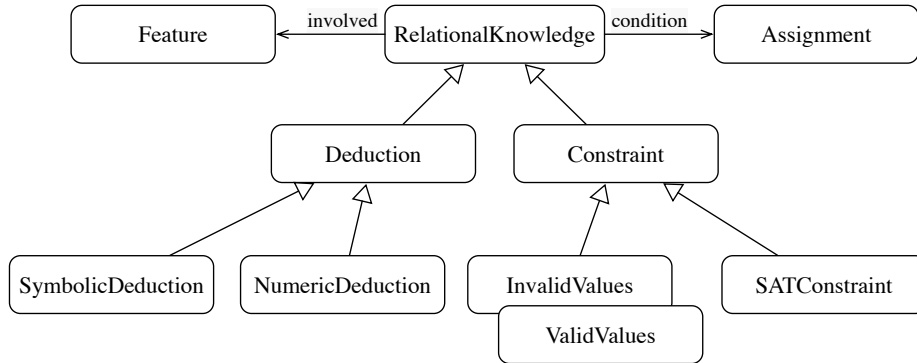 Feature
involved
RelationalKnowledge
condition
Assignment
Deduction
Constraint
SymbolicDeduction
NumericDeduction
InvalidValues
SATConstraint
ValidValues